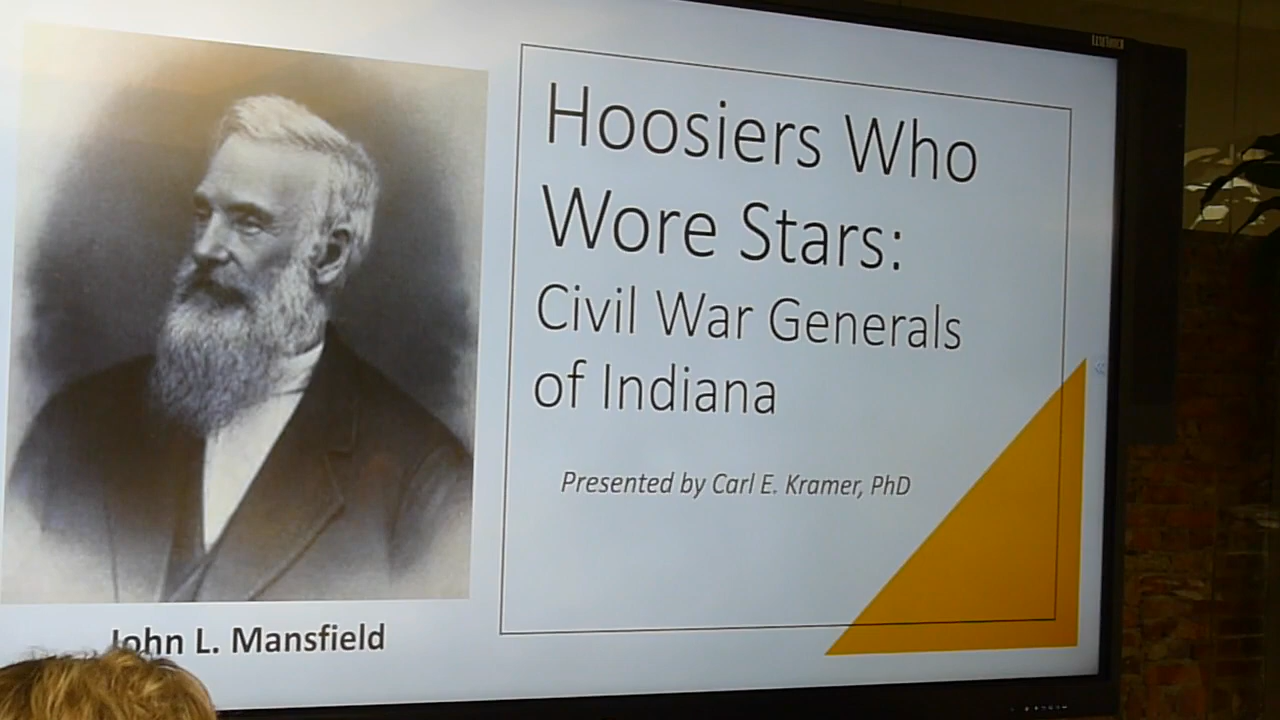 Hoosiers Who
Wore Stars:
Civil War Generals
of Indiana
Presented by Carl E. Kramer, PhD
John L. Mansfield